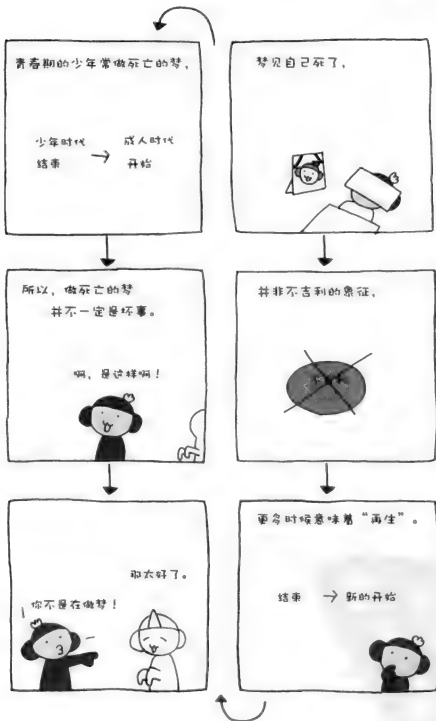 梦见自己死了，
并非不吉利的象征，
更多时候意味着“再生”。
结束 → 新的开始
青春期的少年常做死亡的梦，
少年时代 成人时代
结束 → 开始
所以，做死亡的梦
并不一定是坏事。
啊，是这样啊！
那太好了。
你不是在做梦！